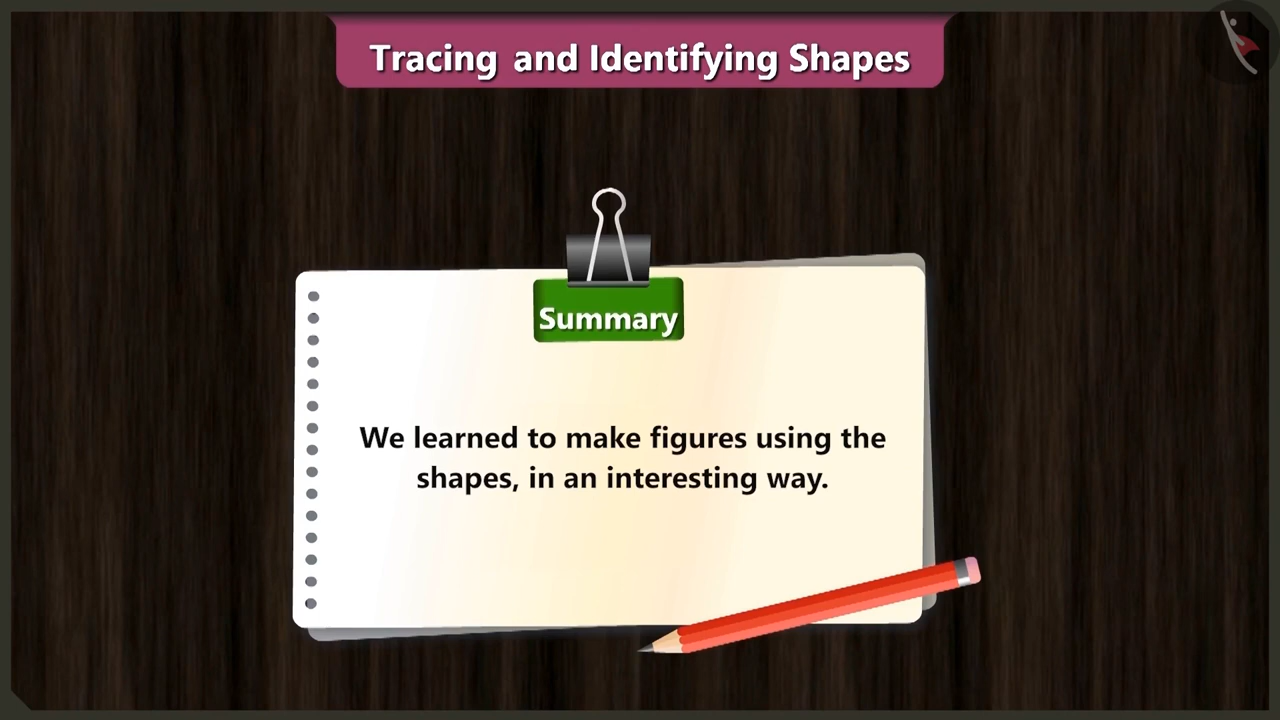 Tracing and Identifying Shapes
Summary
We learned to make figures using the
shapes, in an interesting way.